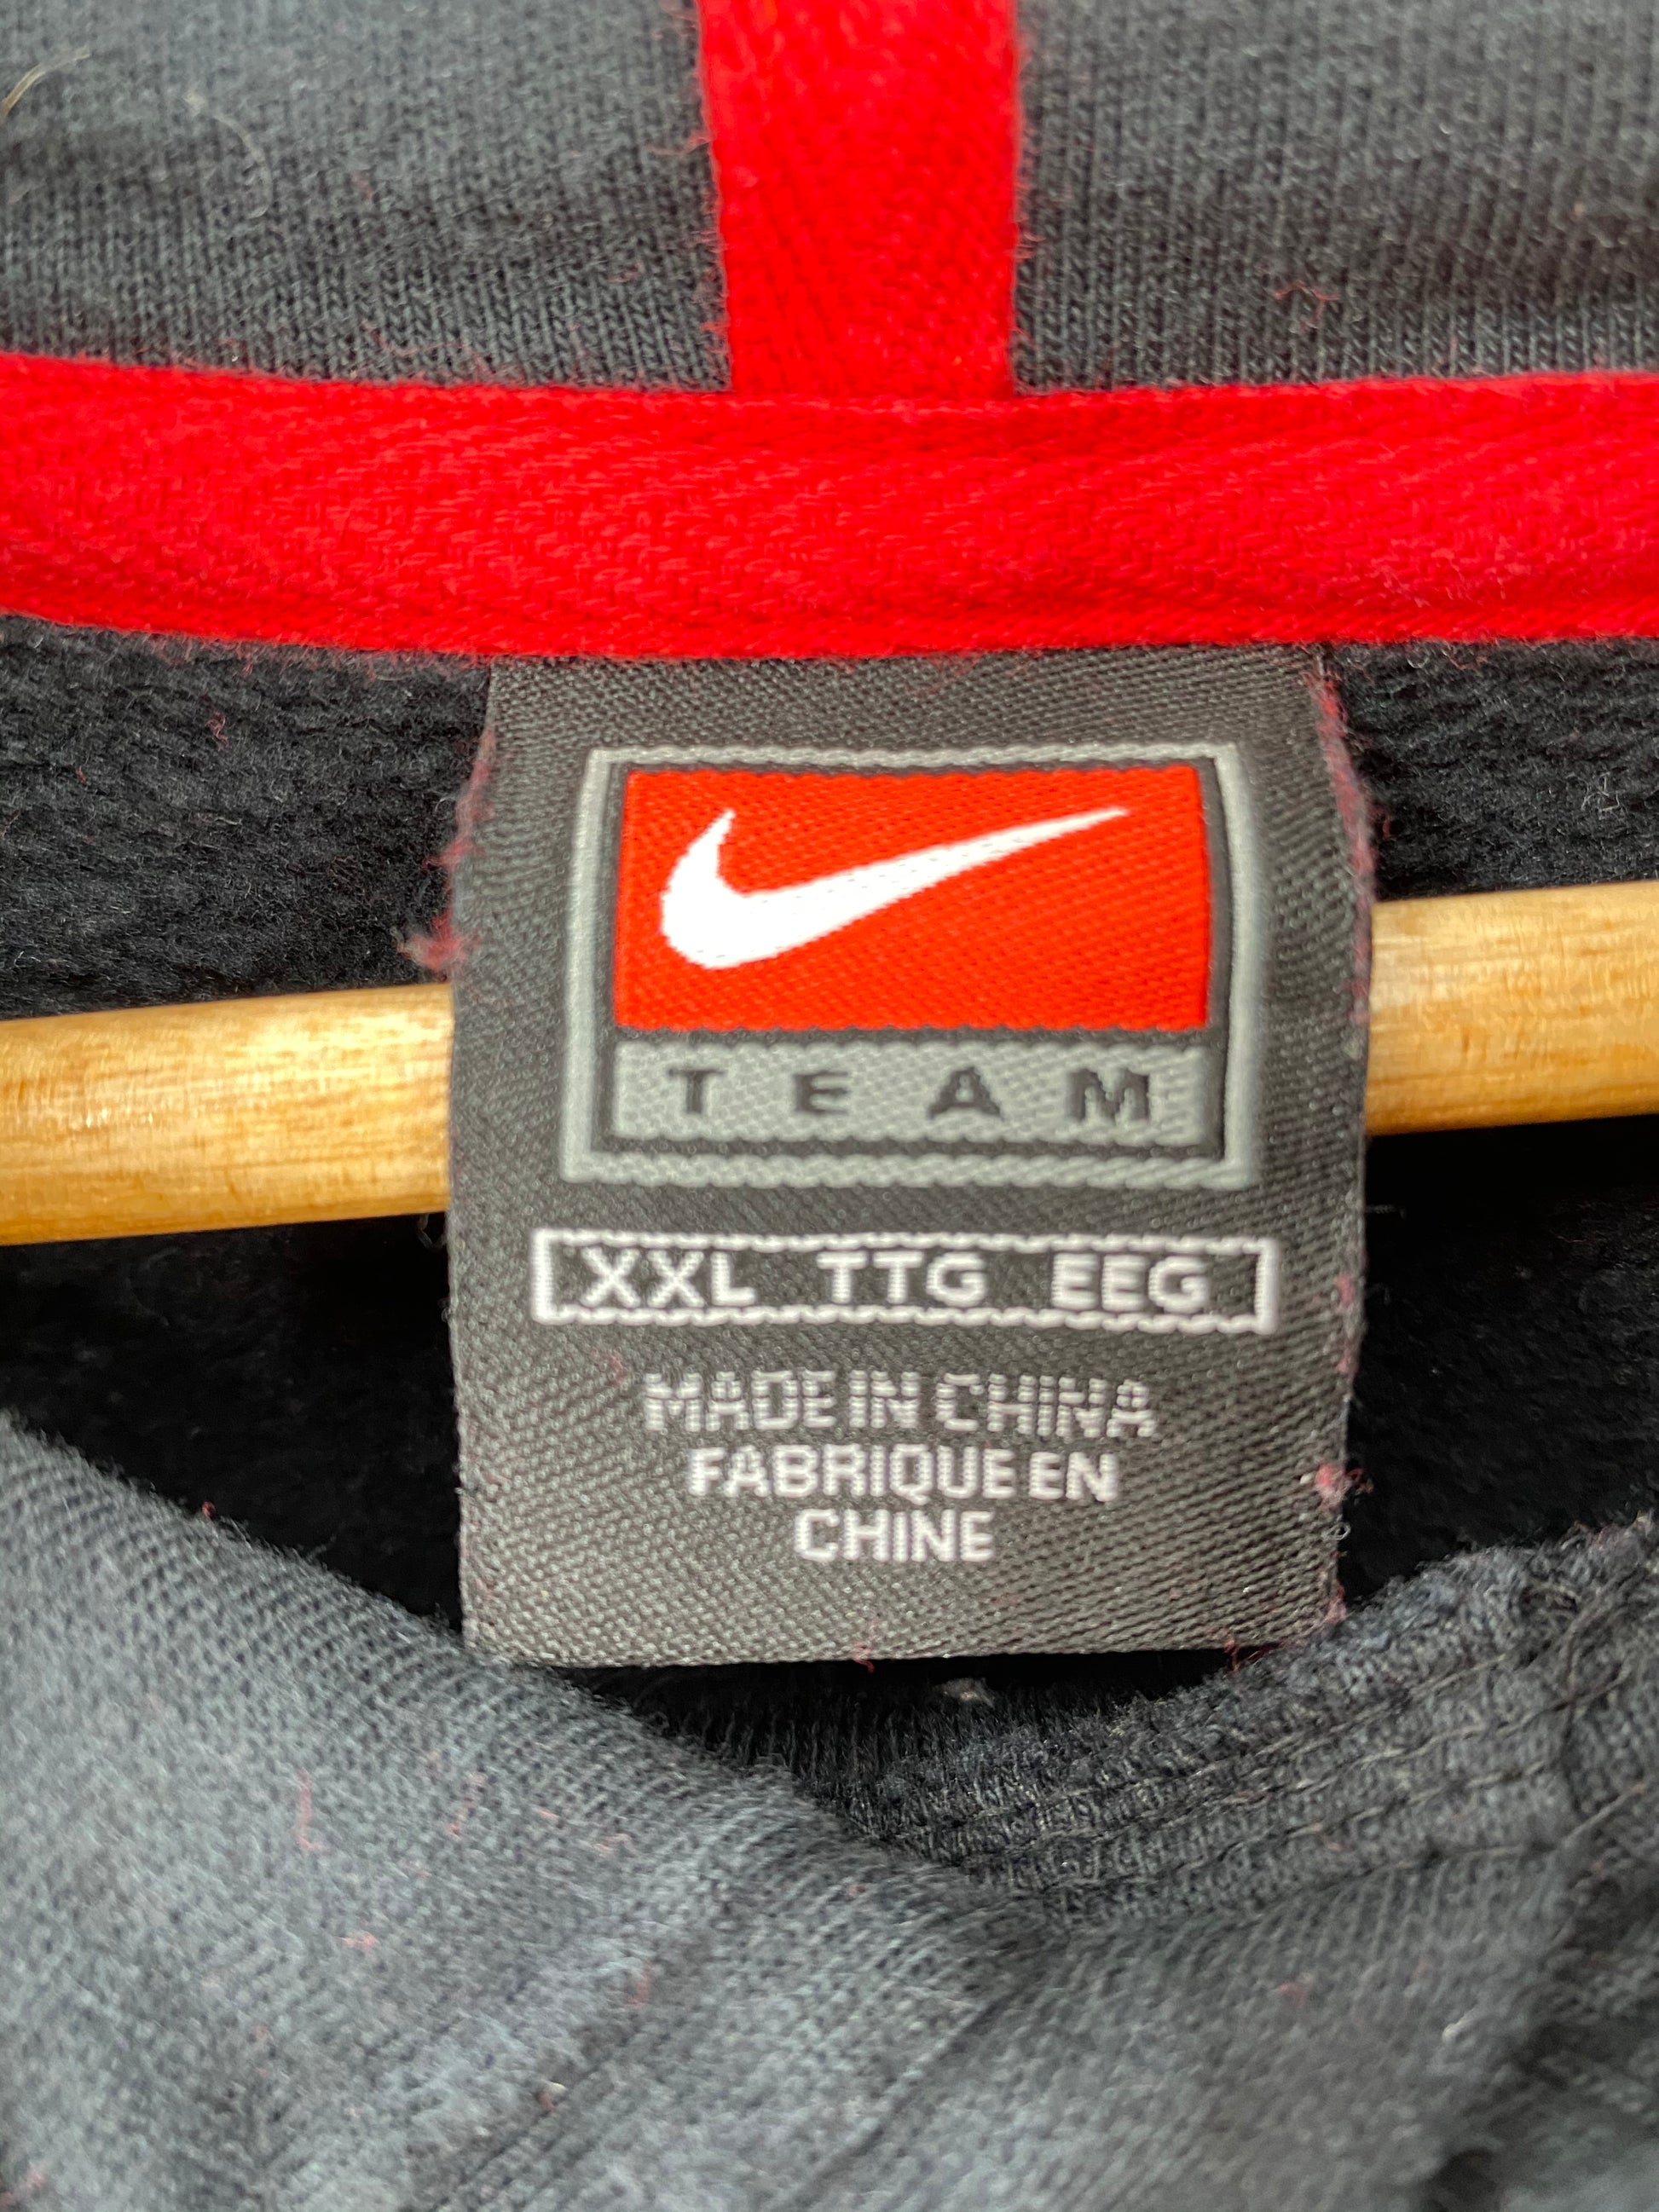 TEAM
XXL TTG EEG
MADE IN CHINA
FABRIQUE EN
CHINE